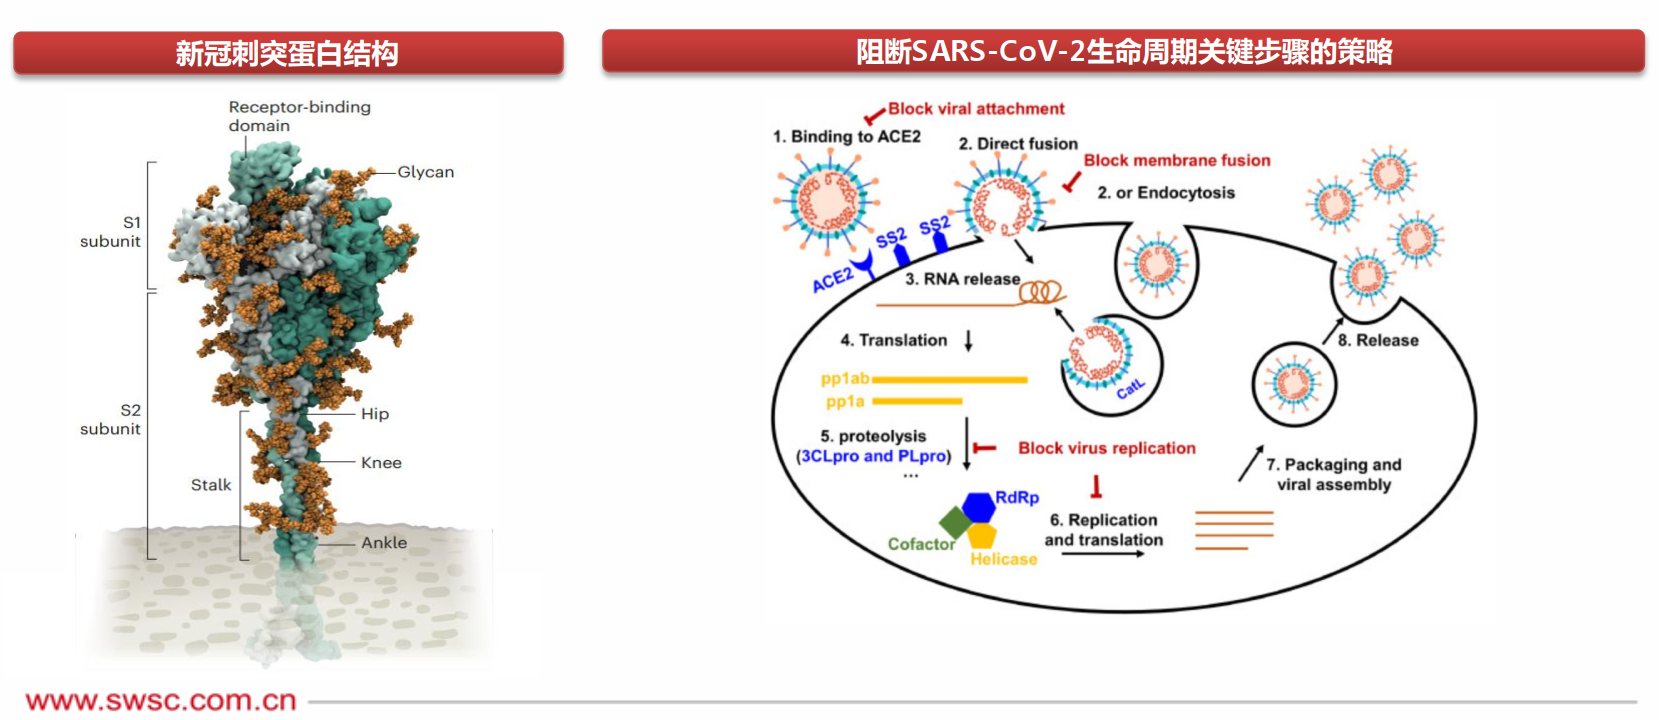 新冠刺突蛋白结构
阻断SARS-CoV-2生命周期关键步骤的策略
Receptor-binding
domain
Glycan
S1
subunit
S2
subunit
Hip
Knee
Stalk
Ankle
Block viral attachment
1. Binding to ACE2
2. Direct fusion
Block membrane fusion
2. or Endocytosis
SS2
SS2
ACE2
3. RNA release
4. Translation
8. Release
pp1ab
pp1a
CatL
5. proteolysis
(3CLpro and PLpro)
...
Block virus replication
7. Packaging and
viral assembly
RdRp
6. Replication
and translation
Cofactor
Helicase
www.swsc.com.cn